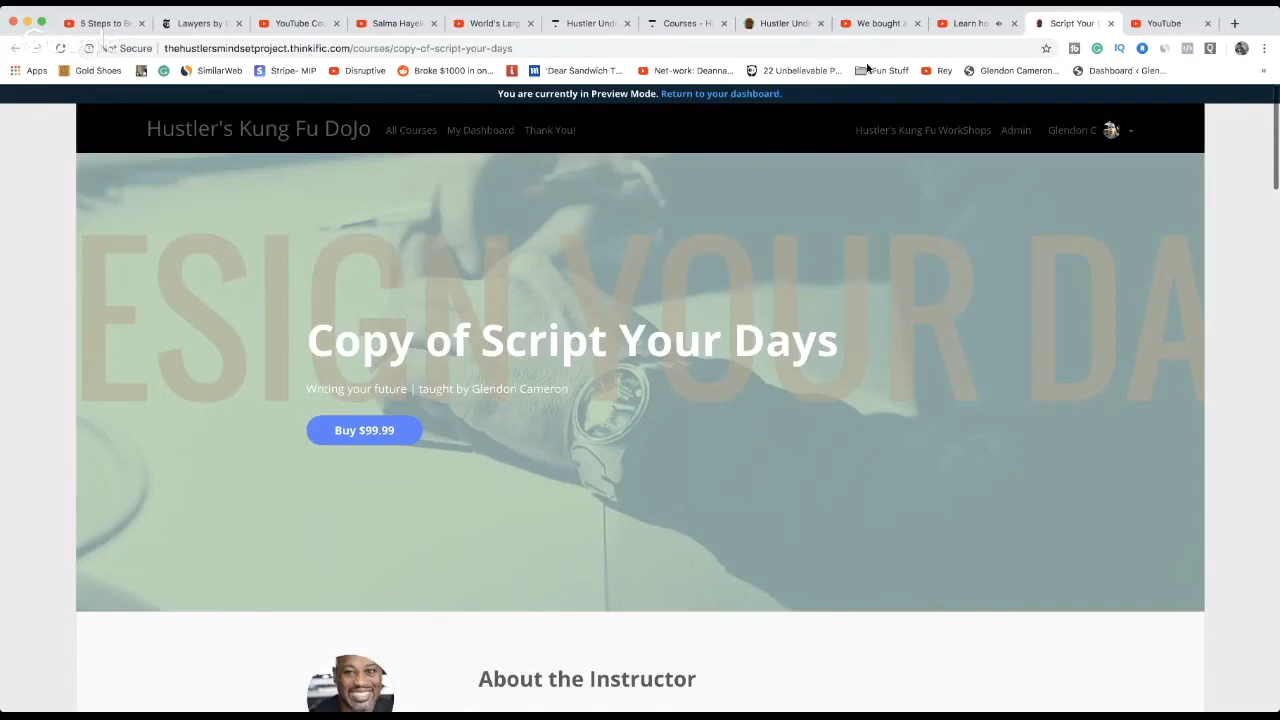 5 Steps to B
Lawyers by D
YouTube Cou
Salma Hayek
World's Larg
Hustler Und
Courses - H
Hustler Und
We bought a
Learn ho
Script Your D
YouTube
Google
Not Secure
thehustlersmindsetproject.thinkific.com/courses/copy-of-script-your-days
Apps
Gold Shoes
SimilarWeb
Stripe- MIP
Disruptive
Broke $1000 in on...
'Dear Sandwich T...
Net-work: Deanna...
22 Unbelievable P...
Fun Stuff
Rey
Glendon Cameron...
Dashboard ‹ Glen...
»
You are currently in Preview Mode. Return to your dashboard.
Hustler's Kung Fu DoJo
All Courses
My Dashboard
Thank You!
Hustler's Kung Fu WorkShops
Admin
Glendon C
ESIGN YOUR DA
Copy of Script Your Days
Writing your future | taught by Glendon Cameron
Buy $99.99
About the Instructor